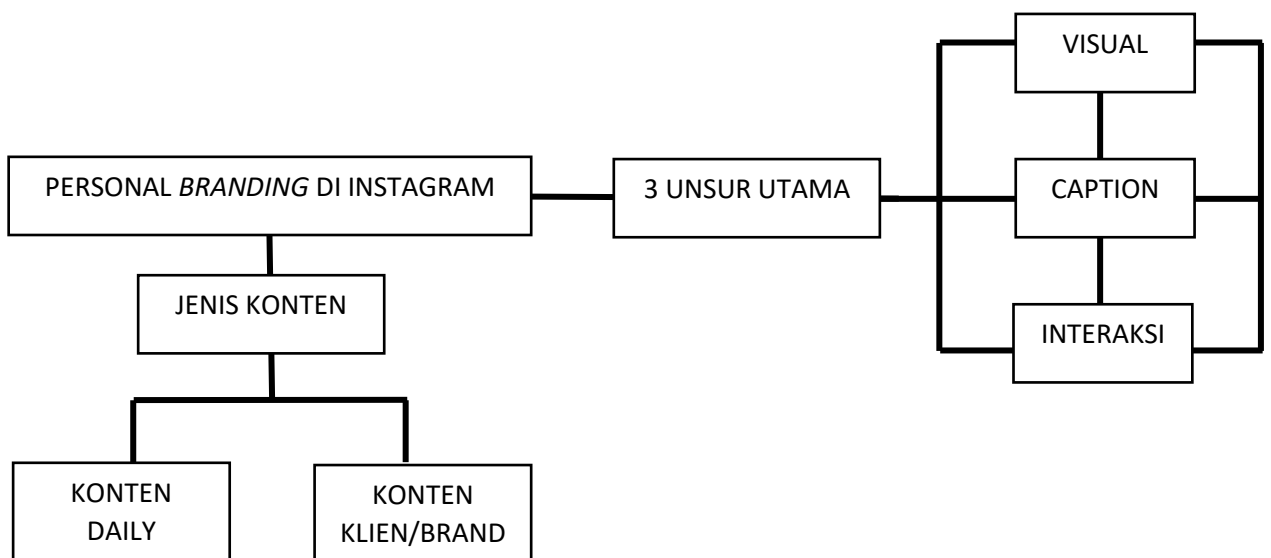 VISUAL
PERSONAL BRANDING DI INSTAGRAM
3 UNSUR UTAMA
CAPTION
JENIS KONTEN
INTERAKSI
KONTEN
DAILY
KONTEN
KLIEN/BRAND